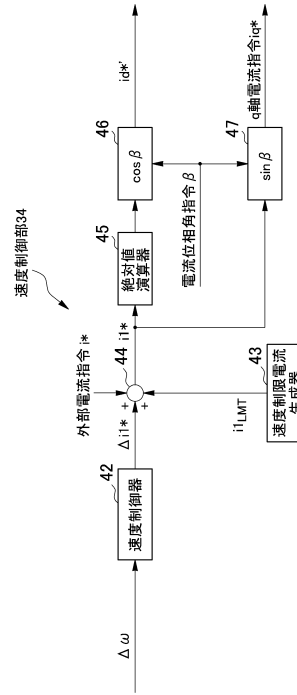 速度制御部34
Δω
42
速度制御器
Δi1*
外部電流指令i*
+
+
44
i1*
i1LMT
43
速度制限電流
生成器
45
絶対値
演算器
46
cosβ
id*'
電流位相角指令β
47
sinβ
q軸電流指令iq*